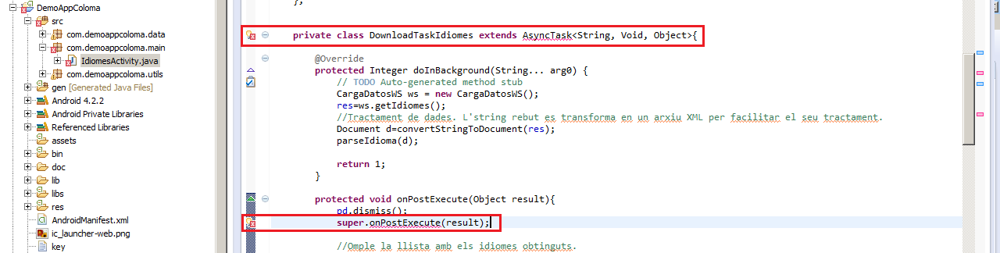 DemoAppColoma
src
com.demoappcoloma.data
com.demoappcoloma.main
IdiomesActivity.java
com.demoappcoloma.utils
gen [Generated Java Files]
Android 4.2.2
Android Private Libraries
Referenced Libraries
assets
bin
doc
lib
libs
res
AndroidManifest.xml
ic_launcher-web.png
key
};
private class DownloadTaskIdiomes extends AsyncTask<String, Void, Object>{
@Override
protected Integer doInBackground(String... arg0) {
// TODO Auto-generated method stub
CargaDatosWS ws = new CargaDatosWS();
res=ws.getIdiomes();
//Tractament de dades. L'string rebut es transforma en un arxiu XML per facilitar el seu tractament.
Document d=convertStringToDocument(res);
parseIdioma(d);
return 1;
}
protected void onPostExecute(Object result){
pd.dismiss();
super.onPostExecute(result);
//Omple la llista amb els idiomes obtinguts.